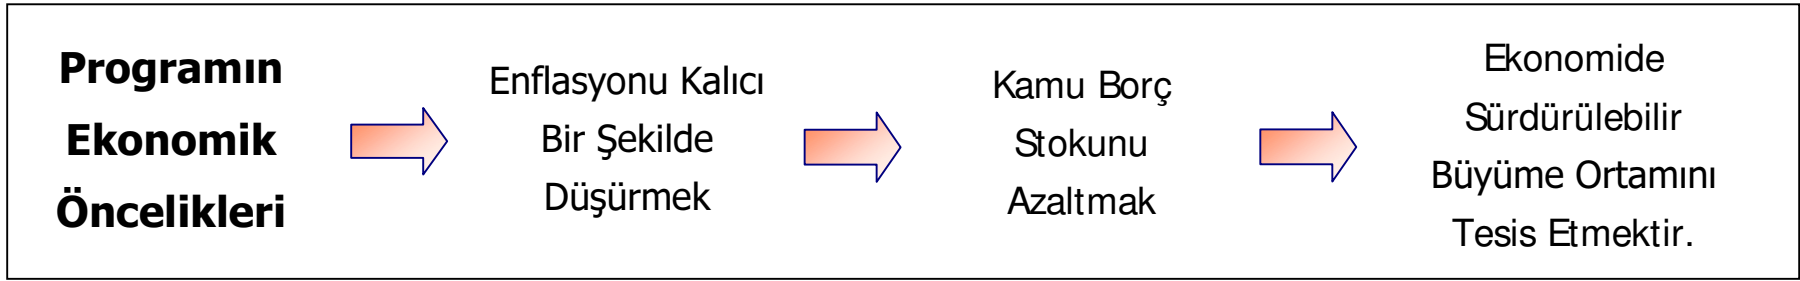 Programın
Ekonomik
Öncelikleri
Enflasyonu Kalıcı
Bir Şekilde
Düşürmek
Kamu Borç
Stokunu
Azaltmak
Ekonomide
Sürdürülebilir
Büyüme Ortamını
Tesis Etmektir.